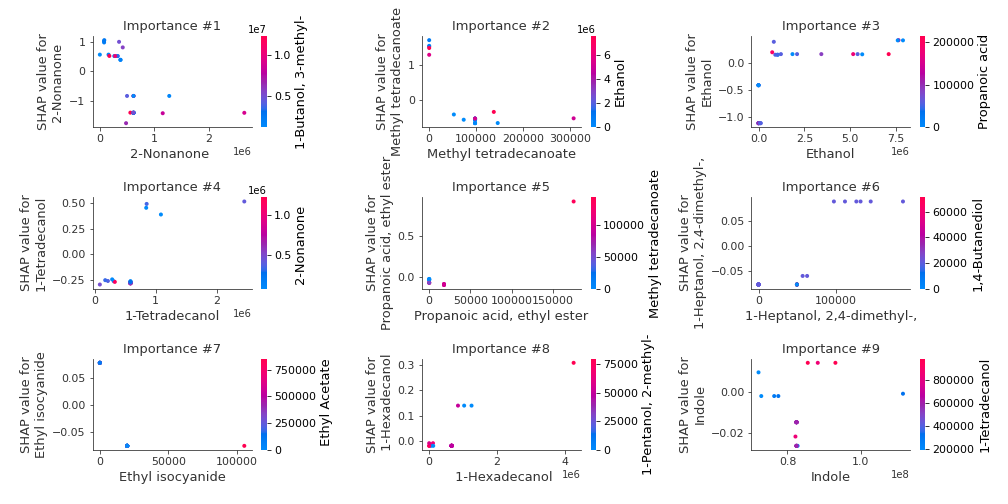 Importance #1
SHAP value for
2-Nonanone
1
0
−1
0
1
2
1e6
2-Nonanone
1e7
1.0
0.5
1-Butanol, 3-methyl-
Importance #2
SHAP value for
Methyl tetradecanoate
1
0
0
100000
200000
300000
Methyl tetradecanoate
1e6
6
4
2
0
Ethanol
Importance #3
SHAP value for
Ethanol
0.0
−0.5
−1.0
0.0
2.5
5.0
7.5
1e6
Ethanol
200000
100000
0
Propanoic acid
Importance #4
SHAP value for
1-Tetradecanol
0.50
0.25
0.00
−0.25
0
1
2
1e6
1-Tetradecanol
1e6
1.0
0.5
2-Nonanone
Importance #5
SHAP value for
Propanoic acid, ethyl ester
0.5
0.0
0
50000
100000
150000
Propanoic acid, ethyl ester
100000
50000
0
Methyl tetradecanoate
Importance #6
SHAP value for
1-Heptanol, 2,4-dimethyl-,
0.05
0.00
−0.05
0
100000
1-Heptanol, 2,4-dimethyl-,
60000
40000
20000
0
1,4-Butanediol
Importance #7
SHAP value for
Ethyl isocyanide
0.05
0.00
−0.05
0
50000
100000
Ethyl isocyanide
750000
500000
250000
0
Ethyl Acetate
Importance #8
SHAP value for
1-Hexadecanol
0.3
0.2
0.1
0.0
0
2
4
1e6
1-Hexadecanol
75000
50000
25000
0
1-Pentanol, 2-methyl-
Importance #9
SHAP value for
Indole
0.00
−0.02
0.8
1.0
1e8
Indole
800000
600000
400000
200000
1-Tetradecanol